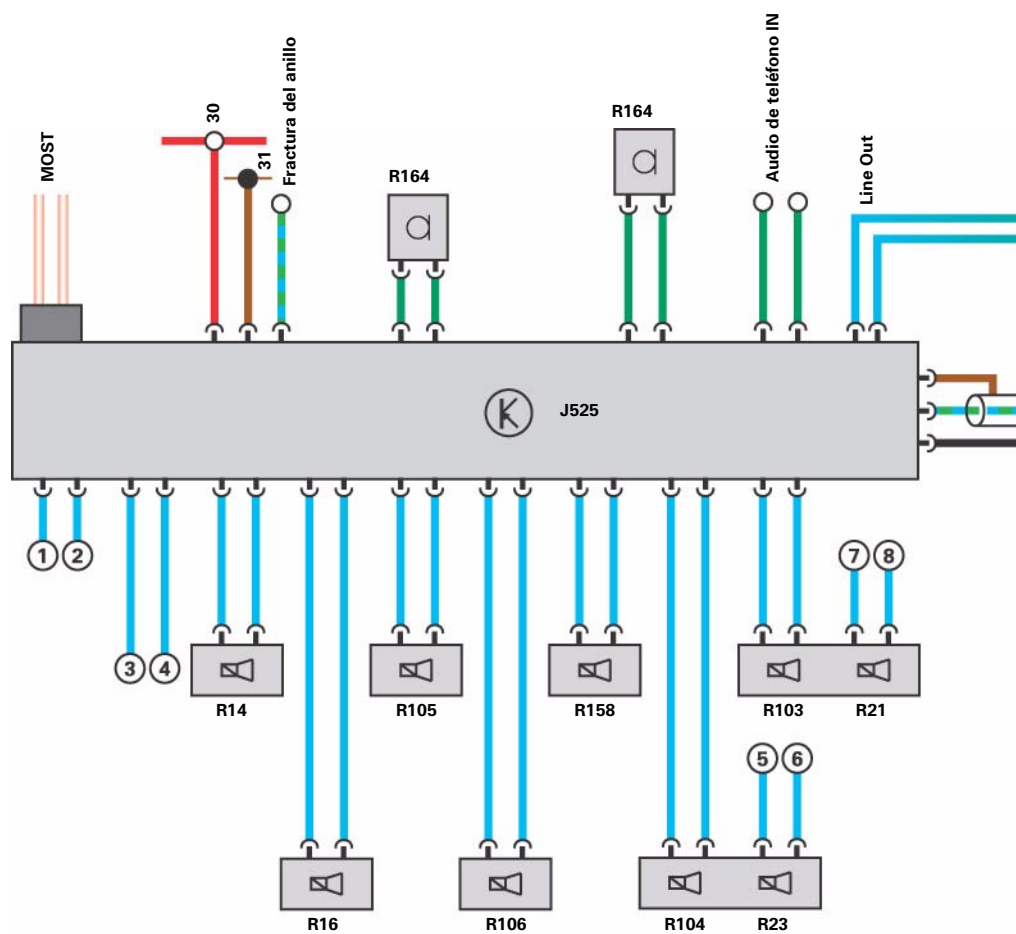 MOST
30
31
Fractura del anillo
R164
R164
Audio de teléfono IN
Line Out
J525
1
2
3
4
7
8
R14
R105
R158
R103
R21
5
6
R16
R106
R104
R23